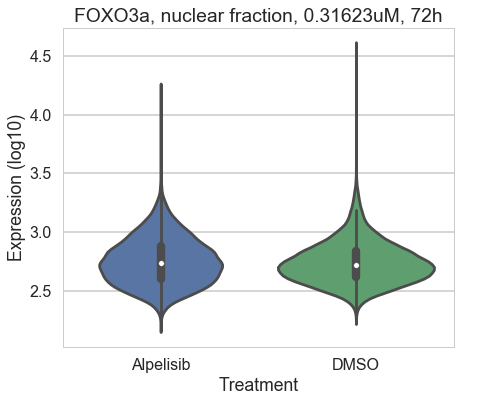 FOXO3a, nuclear fraction, 0.31623uM, 72h
4.5
4.0
3.5
3.0
2.5
Expression (log10)
Alpelisib
DMSO
Treatment